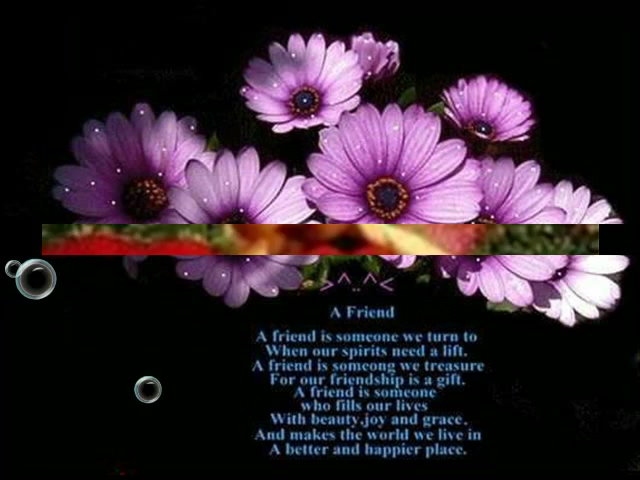 >^..^<
A Friend
A friend is someone we turn to
When our spirits need a lift.
A friend is someong we treasure
For our friendship is a gift.
A friend is someone
who fills our lives
With beauty,joy and grace.
And makes the world we live in
A better and happier place.